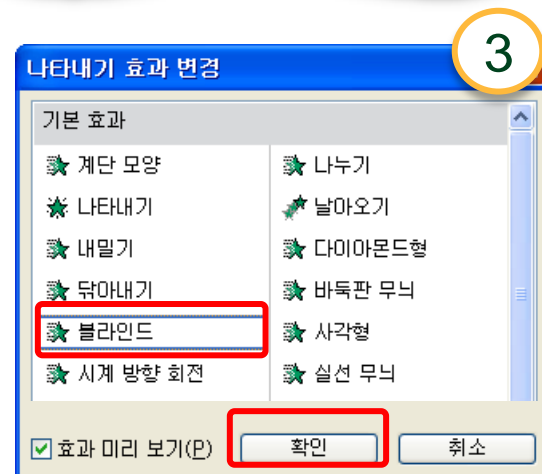 3
나타내기 효과 변경
기본 효과
계단 모양 나누기
나타내기 날아오기
내밀기 다이아몬드형
닦아내기 바둑판 무늬
블라인드 사각형
시계 방향 회전 실선 무늬
효과 미리 보기(P) 확인 취소